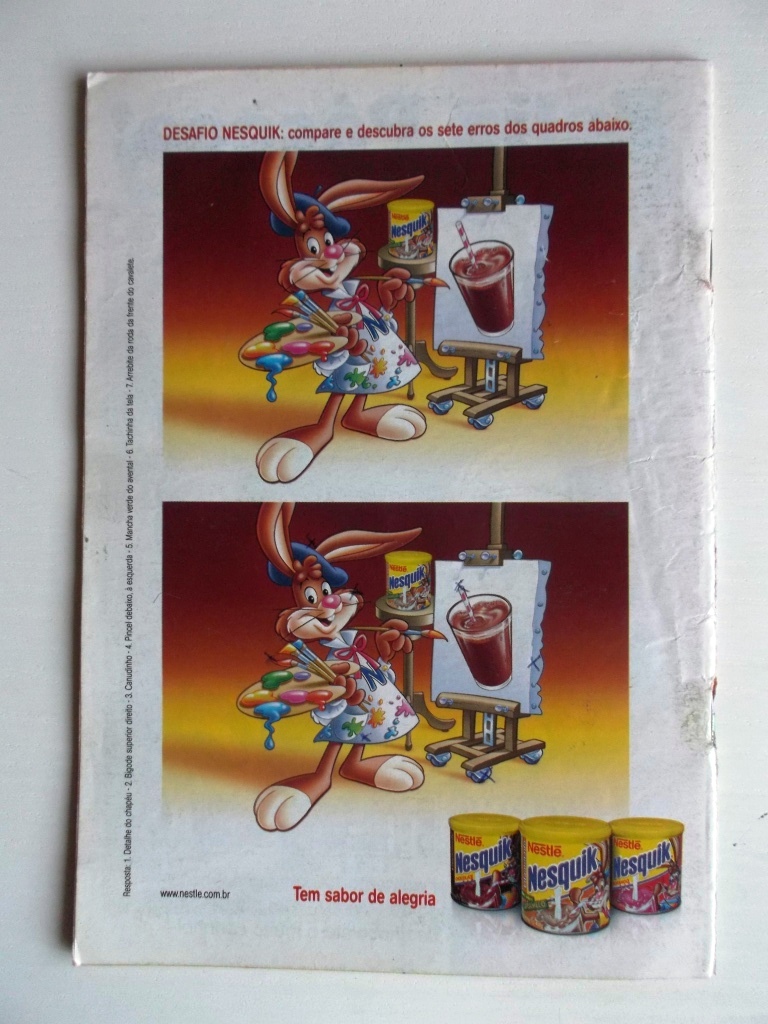 DESAFIO NESQUIK: compare e descubra os sete erros dos quadros abaixo.
Nestlé
Nesquik
N
Nestlé
Nesquik
N
Resposta: 1. Detalhe do chapéu - 2. Bigode superior direito - 3. Canudinho - 4. Pincel debaixo, à esquerda - 5. Mancha verde do avental - 6. Tachinha da tela - 7. Arrebite da roda da frente do cavalete.
www.nestle.com.br
Tem sabor de alegria
Nestlé
Nesquik
Nestlé
Nesquik
Nestlé
Nesquik